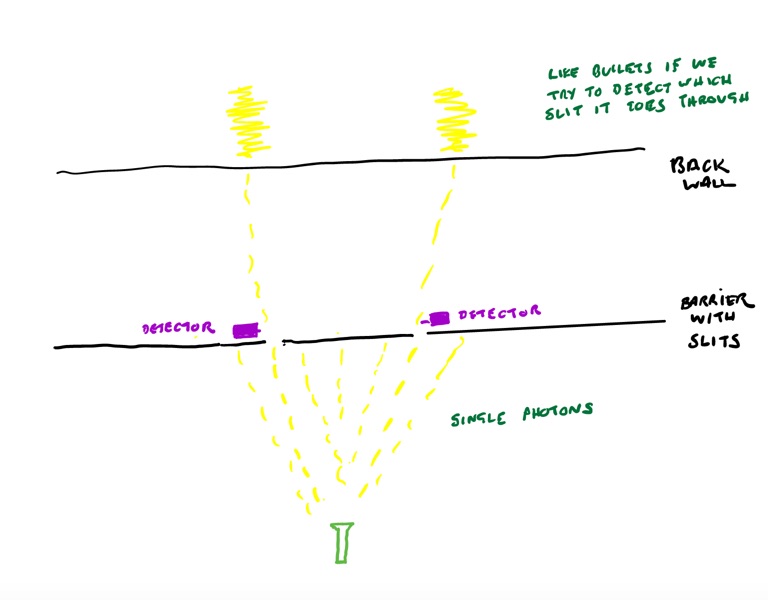 LIKE BULLETS IF WE
TRY TO DETECT WHICH
SLIT IT GOES THROUGH
BACK
WALL
DETECTOR
DETECTOR
BARRIER
WITH
SLITS
SINGLE PHOTONS